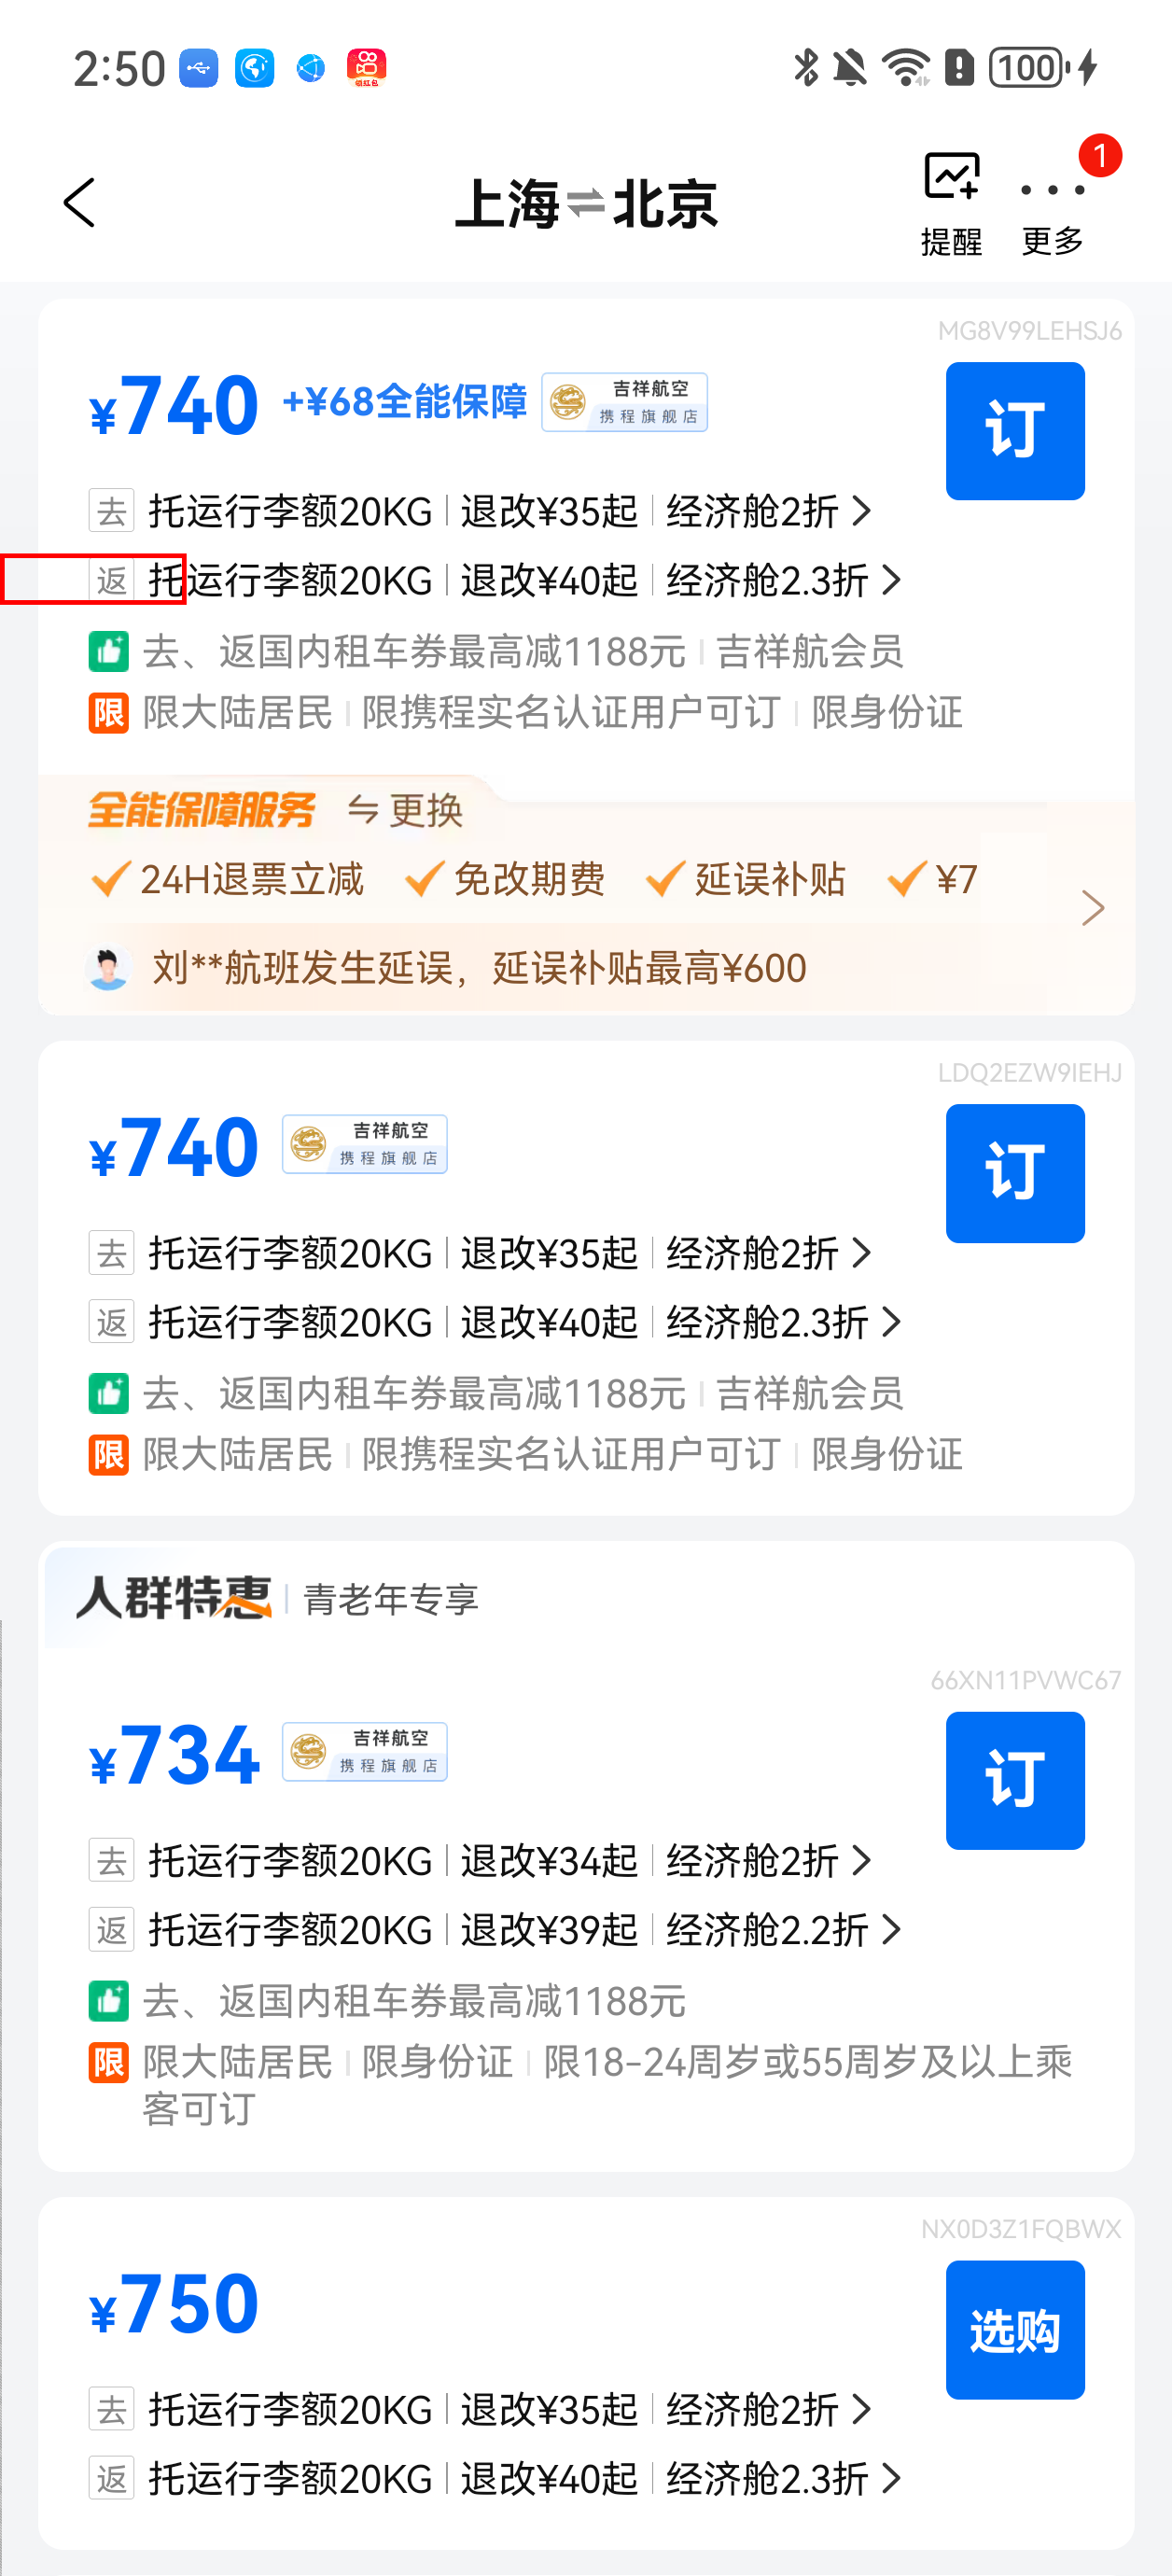 2:50 领红包 100
上海⇌北京
提醒 更多 1
MG8V99LEHSJ6
¥740 +¥68全能保障 吉祥航空 携程旗舰店 订
去 托运行李额20KG | 退改¥35起 | 经济舱2折 >
返 托运行李额20KG | 退改¥40起 | 经济舱2.3折 >
去、返国内租车券最高减1188元 | 吉祥航会员
限 限大陆居民 | 限携程实名认证用户可订 | 限身份证
全能保障服务 ⇋ 更换
24H退票立减 免改期费 延误补贴 ¥7
刘**航班发生延误，延误补贴最高¥600
LDQ2EZW9IEHJ
¥740 吉祥航空 携程旗舰店 订
去 托运行李额20KG | 退改¥35起 | 经济舱2折 >
返 托运行李额20KG | 退改¥40起 | 经济舱2.3折 >
去、返国内租车券最高减1188元 | 吉祥航会员
限 限大陆居民 | 限携程实名认证用户可订 | 限身份证
人群特惠 | 青老年专享
66XN11PVWC67
¥734 吉祥航空 携程旗舰店 订
去 托运行李额20KG | 退改¥34起 | 经济舱2折 >
返 托运行李额20KG | 退改¥39起 | 经济舱2.2折 >
去、返国内租车券最高减1188元
限 限大陆居民 | 限身份证 | 限18-24周岁或55周岁及以上乘
客可订
NX0D3Z1FQBWX
¥750 选购
去 托运行李额20KG | 退改¥35起 | 经济舱2折 >
返 托运行李额20KG | 退改¥40起 | 经济舱2.3折 >